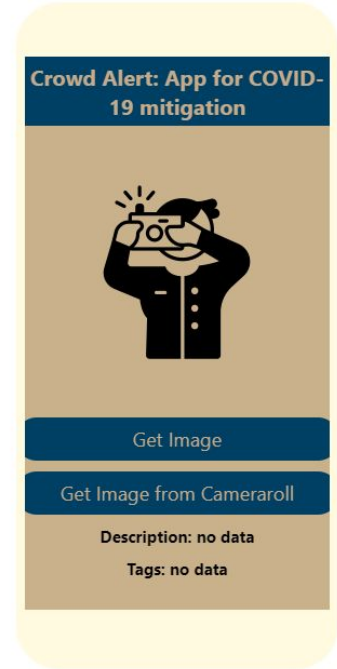 Crowd Alert: App for COVID-
19 mitigation
Get Image
Get Image from Cameraroll
Description: no data
Tags: no data